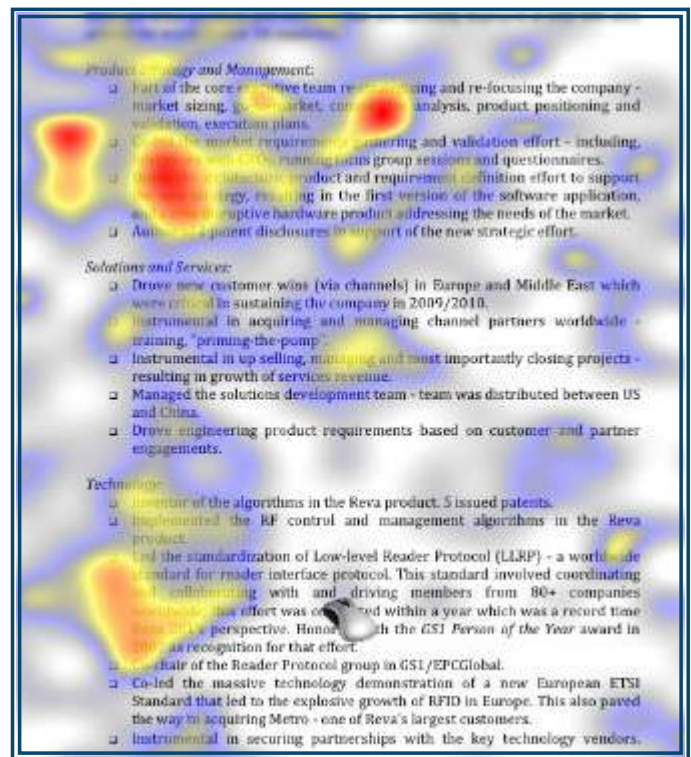 Product and Management:
Part of the core team and re-focusing the company -
market sizing, analysis, product positioning and
validation, execution plans.
the market gathering and validation effort - including,
with running focus group sessions and questionnaires.
product and requirement definition effort to support
in the first version of the software application,
hardware product addressing the needs of the market.
patent disclosures in support of the new strategic effort.
Solutions and Services:
❑ Drove new customer wins (via channels) in Europe and Middle East which
were critical in sustaining the company in 2009/2010.
❑ Instrumental in acquiring and managing channel partners worldwide -
training, "priming-the-pump".
❑ Instrumental in up selling, managing and most importantly closing projects -
resulting in growth of services revenue.
❑ Managed the solutions development team - team was distributed between US
and China.
❑ Drove engineering product requirements based on customer and partner
engagements.
Technology:
❑ Inventor of the algorithms in the Reva product. 5 issued patents.
❑ Implemented the RF control and management algorithms in the Reva
product.
Led the standardization of Low-level Reader Protocol (LLRP) - a worldwide
standard for reader interface protocol. This standard involved coordinating
collaborating with and driving members from 80+ companies
effort was within a year which was a record time
perspective. the GS1 Person of the Year award in
as recognition for that effort.
chair of the Reader Protocol group in GS1/EPCGlobal.
❑ Co-led the massive technology demonstration of a new European ETSI
Standard that led to the explosive growth of RFID in Europe. This also paved
the way to acquiring Metro - one of Reva's largest customers.
❑ Instrumental in securing partnerships with the key technology vendors.